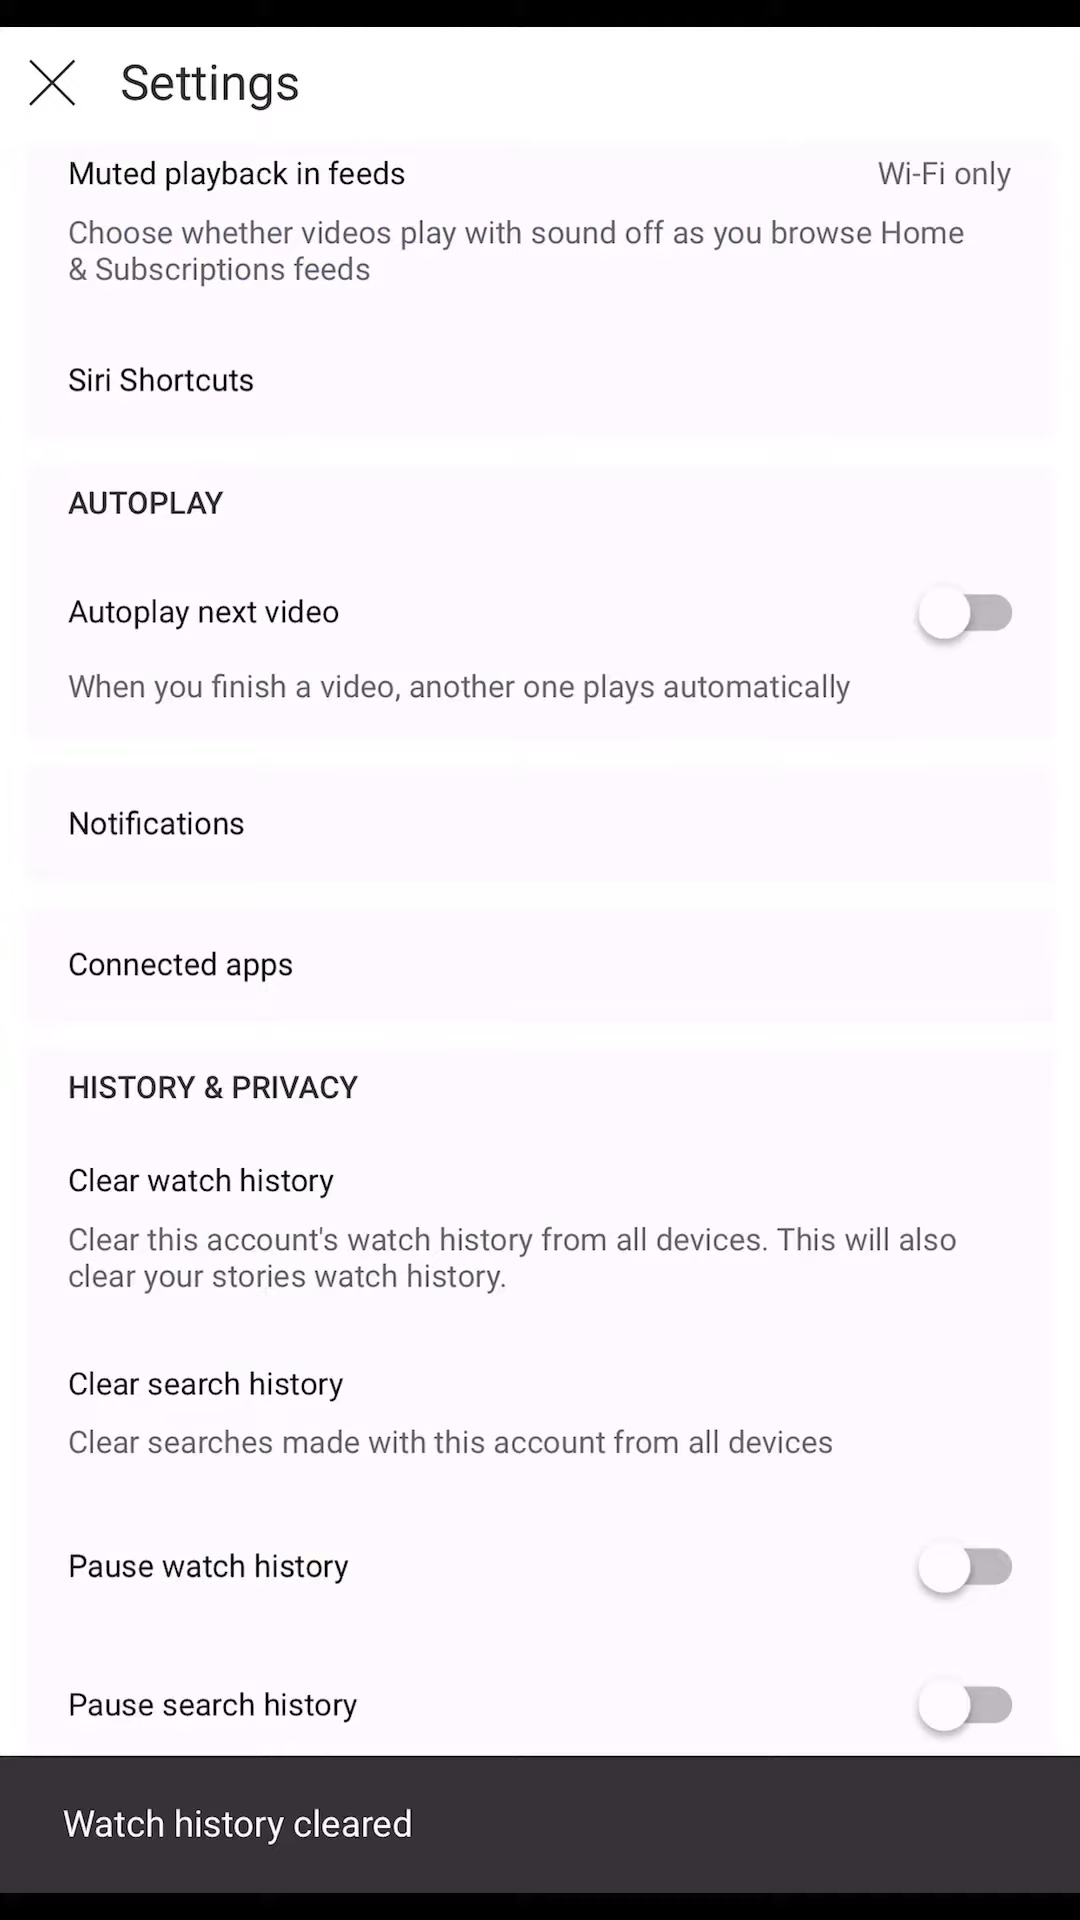 Settings
Muted playback in feeds Wi-Fi only
Choose whether videos play with sound off as you browse Home
& Subscriptions feeds
Siri Shortcuts
AUTOPLAY
Autoplay next video
When you finish a video, another one plays automatically
Notifications
Connected apps
HISTORY & PRIVACY
Clear watch history
Clear this account's watch history from all devices. This will also
clear your stories watch history.
Clear search history
Clear searches made with this account from all devices
Pause watch history
Pause search history
Watch history cleared